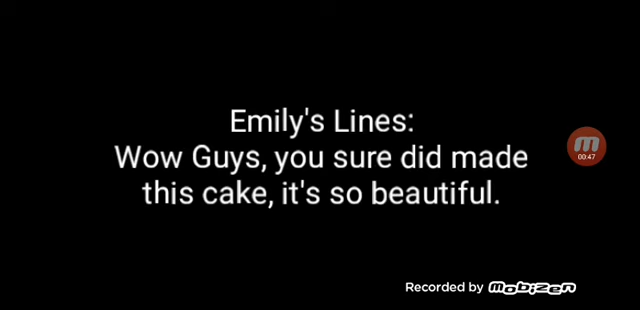 Emily's Lines:
Wow Guys, you sure did made
this cake, it's so beautiful.
00:47
Recorded by Mobizen